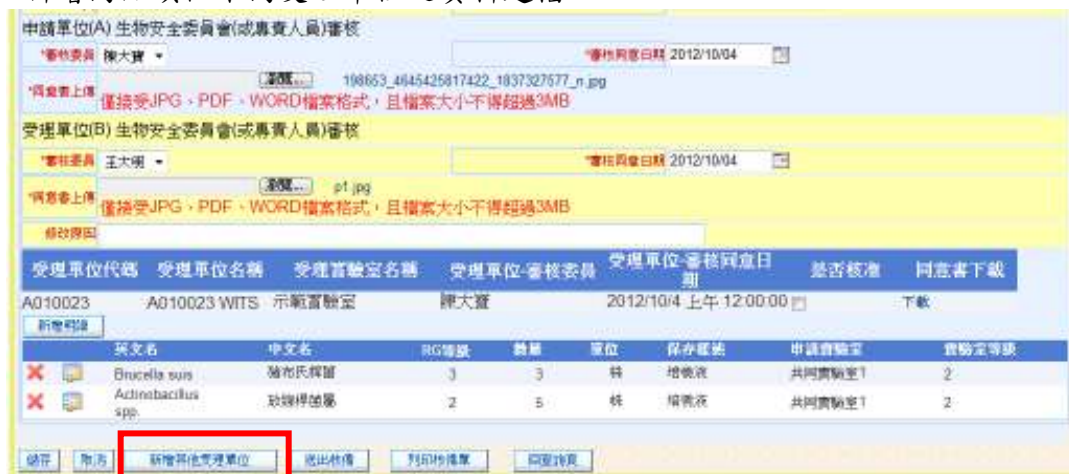 申請單位(A) 生物安全委員會(或專責人員)審核
*審核委員 陳大寶 *審核同意日期 2012/10/04
*同意書上傳 瀏覽... 198653_4645425817422_1837327577_n.jpg
僅接受JPG、PDF、WORD檔案格式，且檔案大小不得超過3MB
受理單位(B) 生物安全委員會(或專責人員)審核
*審核委員 王大明 *審核同意日期 2012/10/04
*同意書上傳 瀏覽... p1.jpg
僅接受JPG、PDF、WORD檔案格式，且檔案大小不得超過3MB
修改原因
受理單位代碼 受理單位名稱 受理實驗室名稱 受理單位-審核委員 受理單位-審核同意日期 是否核准 同意書下載
A010023 A010023 WITS 示範實驗室 陳大寶 2012/10/4 上午 12:00:00 下載
新增明細
英文名 中文名 RG等級 數量 單位 保存型態 申請實驗室 實驗室等級
Brucella suis 豬布氏桿菌 3 3 株 培養液 共同實驗室1 2
Actinobacillus spp. 放線桿菌屬 2 5 株 培養液 共同實驗室1 2
儲存 取消 新增其他受理單位 送出核備 列印核備單 回查詢頁